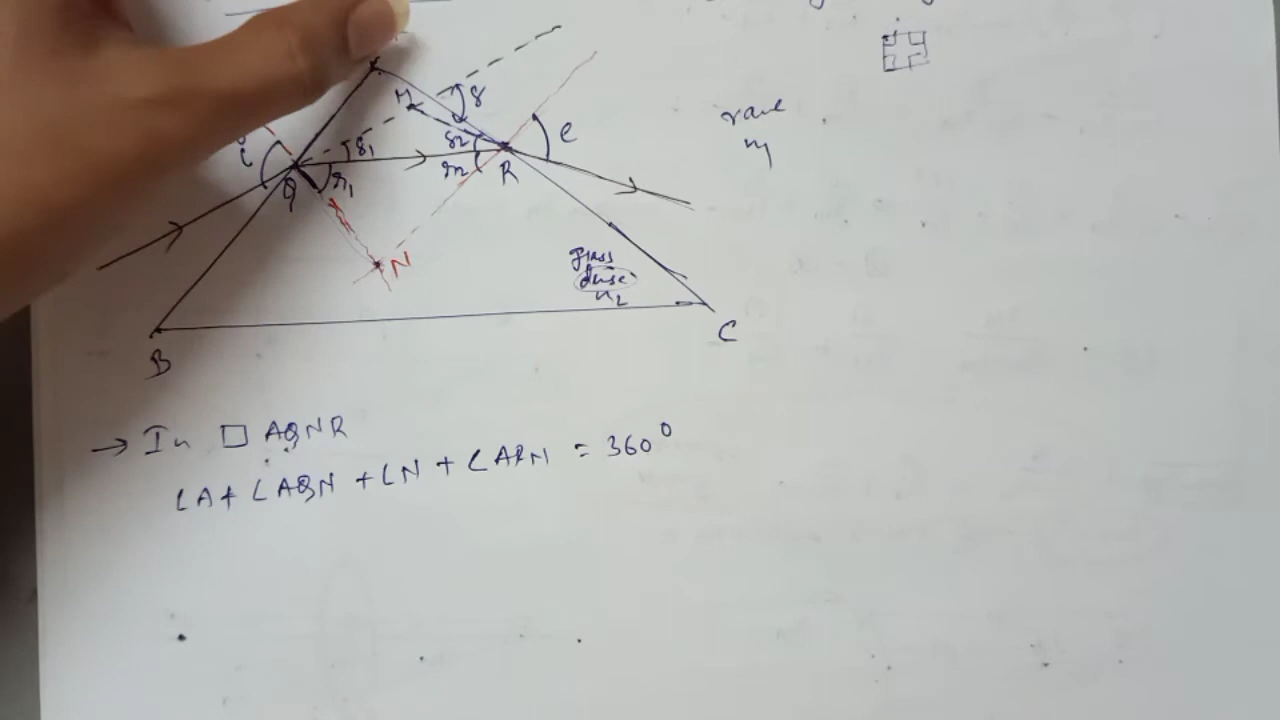 M
δ
e
rare
n1
i
δ1
δ2
r2
Q
r1
R
N
glass
dense
n2
B
C
→ In □ AQNR
∠A + ∠AQN + ∠N + ∠ARN = 360°